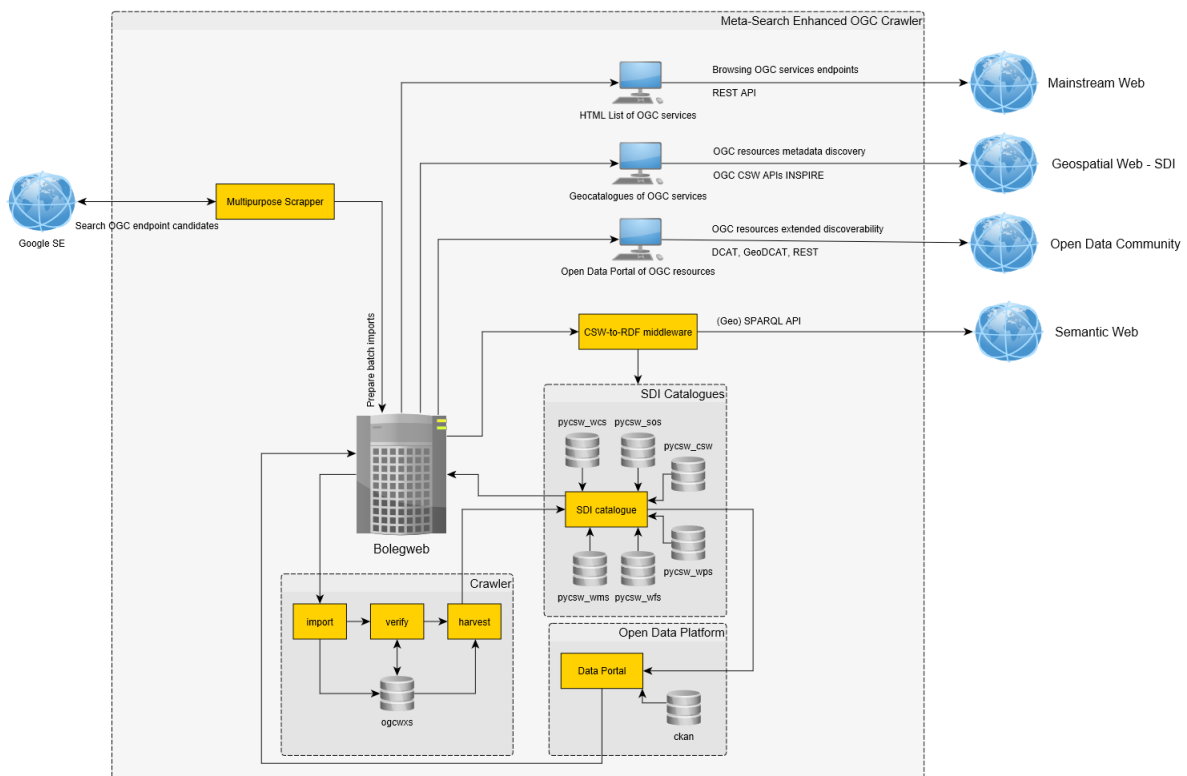 Meta-Search Enhanced OGC Crawler
Browsing OGC services endpoints
REST API
Mainstream Web
HTML List of OGC services
OGC resources metadata discovery
OGC CSW APIs INSPIRE
Geospatial Web - SDI
Geocatalogues of OGC services
Multipurpose Scrapper
Search OGC endpoint candidates
Google SE
OGC resources extended discoverability
DCAT, GeoDCAT, REST
Open Data Community
Open Data Portal of OGC resources
(Geo) SPARQL API
CSW-to-RDF middleware
Semantic Web
Prepare batch imports
SDI Catalogues
pycsw_wcs
pycsw_sos
pycsw_csw
SDI catalogue
Bolegweb
pycsw_wps
pycsw_wms
pycsw_wfs
Crawler
import
verify
harvest
ogcwxs
Open Data Platform
Data Portal
ckan